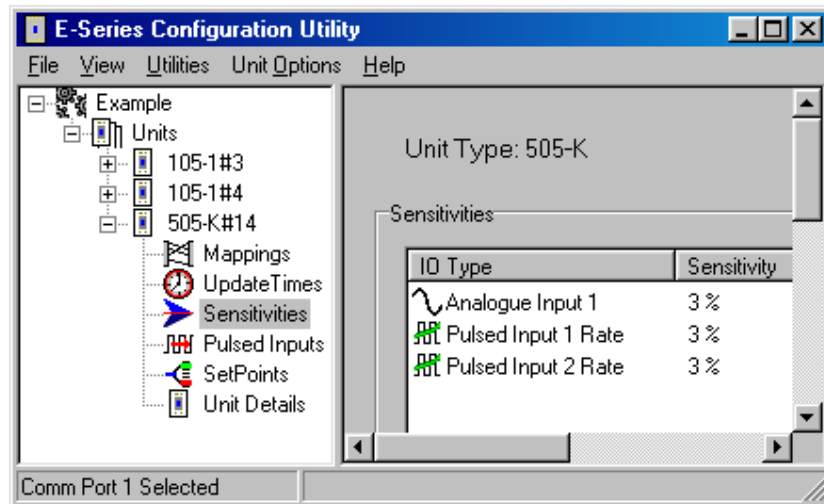 E-Series Configuration Utility
File View Utilities Unit Options Help
Example
Units
105-1#3
105-1#4
505-K#14
Mappings
UpdateTimes
Sensitivities
Pulsed Inputs
SetPoints
Unit Details
Unit Type: 505-K
Sensitivities
IO Type Sensitivity
Analogue Input 1 3 %
Pulsed Input 1 Rate 3 %
Pulsed Input 2 Rate 3 %
Comm Port 1 Selected